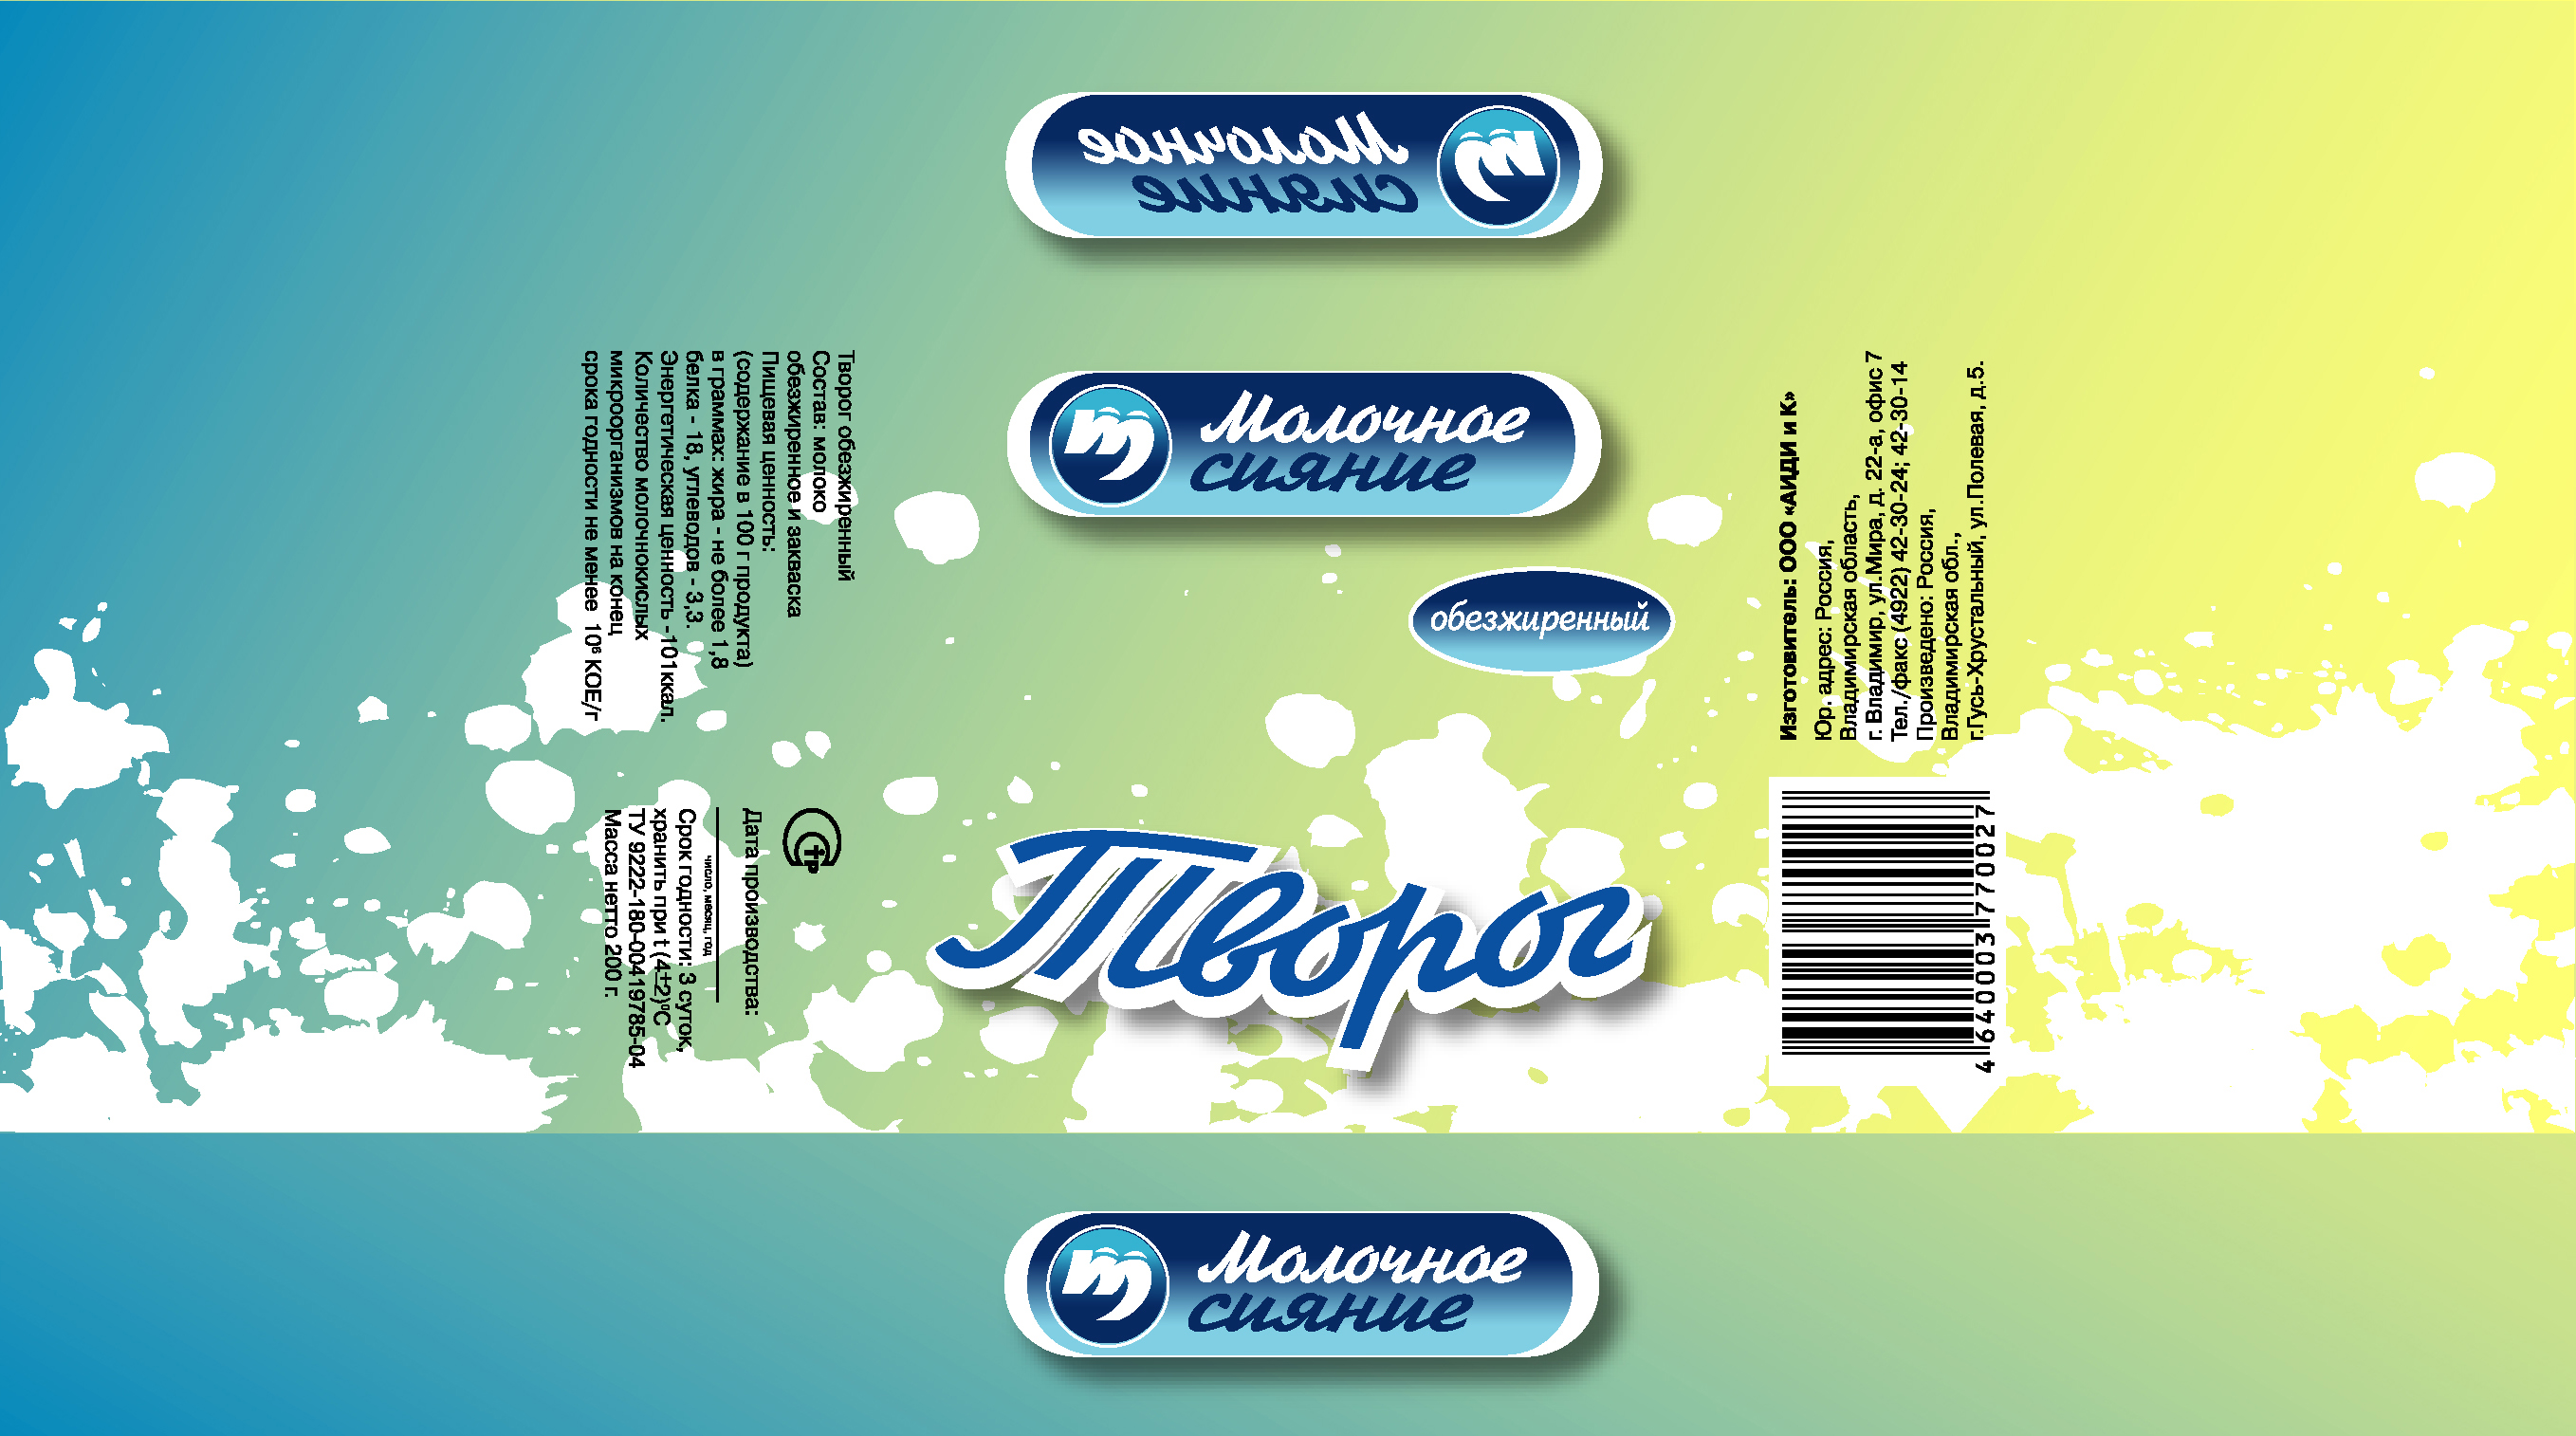 Молочное
сияние
Молочное
сияние
обезжиренный
Творог
Творог обезжиренный
Состав: молоко
обезжиренное и закваска
Пищевая ценность:
(содержание в 100 г продукта)
в граммах: жира - не более 1,8
белка - 18, углеводов - 3,3.
Энергетическая ценность -101ккал.
Количество молочнокислых
микроорганизмов на конец
срока годности не менее 10⁶ КОЕ/г
тр
Дата производства:
число, месяц, год
Срок годности: 3 суток,
хранить при t (4±2)⁰С
ТУ 9222-180-00419785-04
Масса нетто 200 г.
Изготовитель: ООО «АИДИ и К»
Юр. адрес: Россия,
Владимирская область,
г. Владимир, ул.Мира, д. 22-а, офис 7
Тел./факс (4922) 42-30-24; 42-30-14
Произведено: Россия,
Владимирская обл.,
г.Гусь-Хрустальный, ул.Полевая, д.5.
4 640003 770027
Молочное
сияние